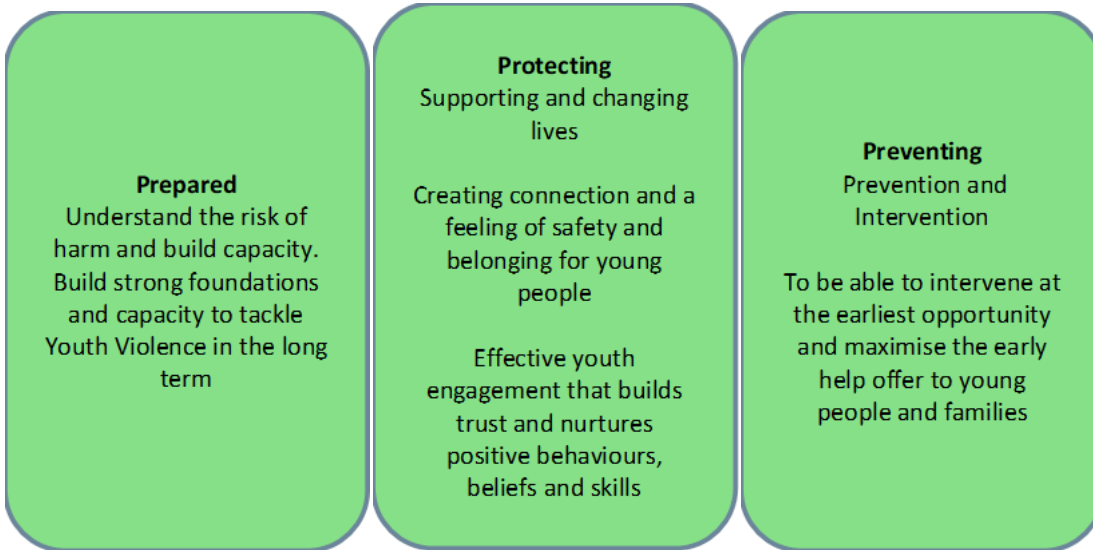 Prepared
Understand the risk of
harm and build capacity.
Build strong foundations
and capacity to tackle
Youth Violence in the long
term
Protecting
Supporting and changing
lives
Creating connection and a
feeling of safety and
belonging for young
people
Effective youth
engagement that builds
trust and nurtures
positive behaviours,
beliefs and skills
Preventing
Prevention and
Intervention
To be able to intervene at
the earliest opportunity
and maximise the early
help offer to young
people and families